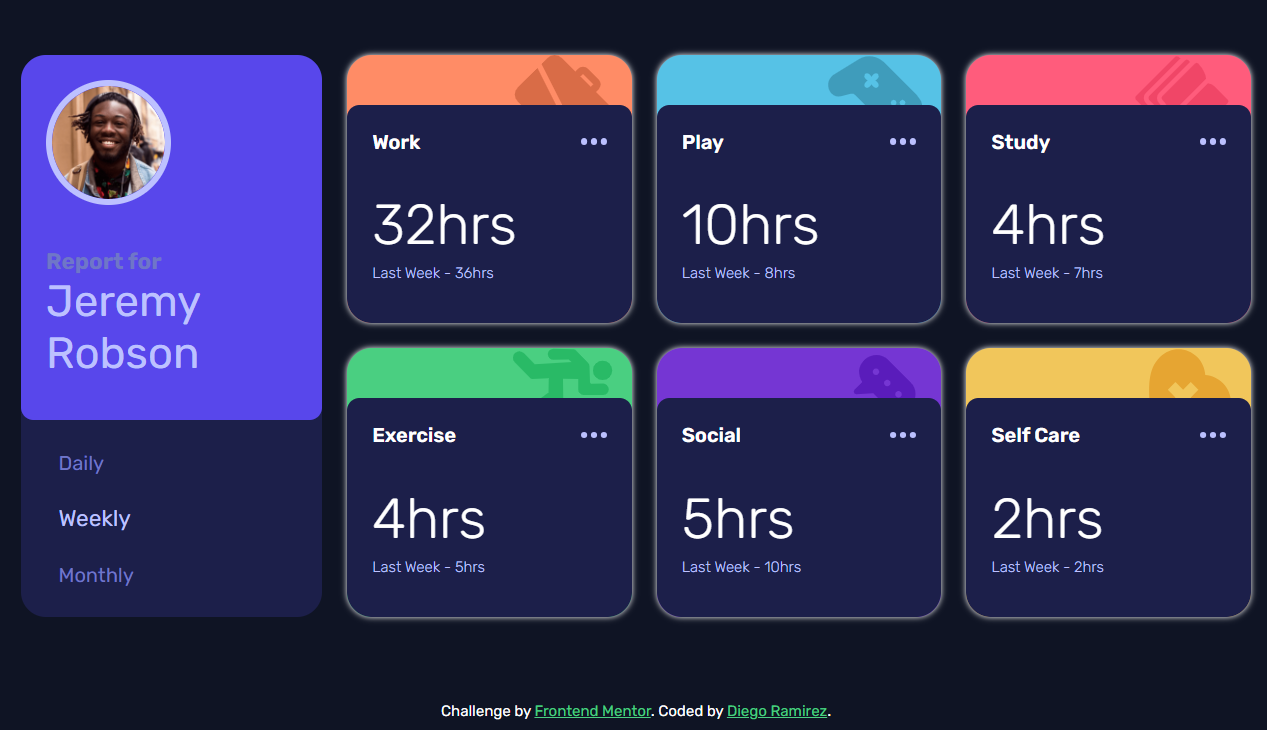 Report for
Jeremy
Robson
Daily
Weekly
Monthly
Work
32hrs
Last Week - 36hrs
Play
10hrs
Last Week - 8hrs
Study
4hrs
Last Week - 7hrs
Exercise
4hrs
Last Week - 5hrs
Social
5hrs
Last Week - 10hrs
Self Care
2hrs
Last Week - 2hrs
Challenge by Frontend Mentor. Coded by Diego Ramirez.